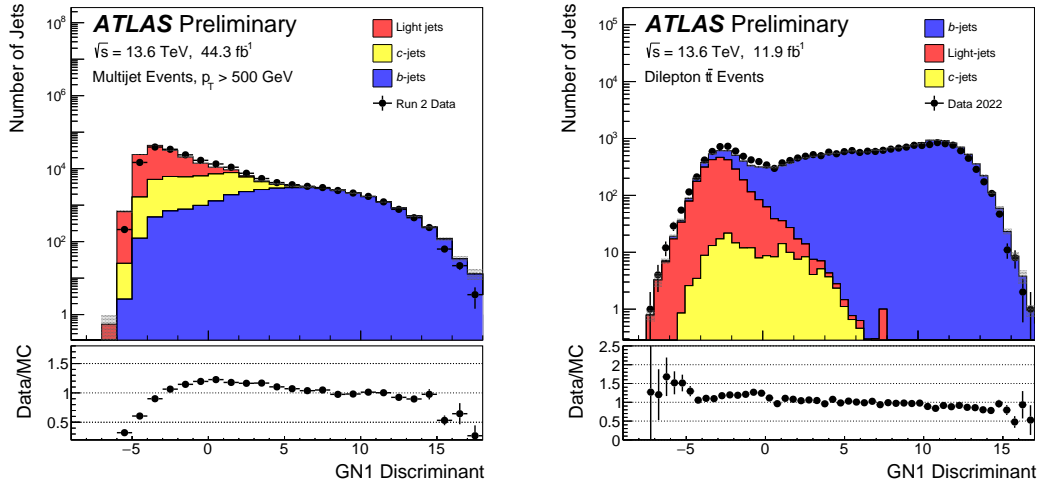 ATLAS Preliminary
√s = 13.6 TeV, 44.3 fb⁻¹
Multijet Events, p_T > 500 GeV
Light jets
c-jets
b-jets
Run 2 Data
Number of Jets
10⁸
10⁶
10⁴
10²
1
Data/MC
1.5
1
0.5
−5 0 5 10 15
GN1 Discriminant
ATLAS Preliminary
√s = 13.6 TeV, 11.9 fb⁻¹
Dilepton tt̄ Events
b-jets
Light-jets
c-jets
Data 2022
Number of Jets
10⁵
10⁴
10³
10²
10
1
Data/MC
2.5
2
1.5
1
0.5
0
−5 0 5 10 15
GN1 Discriminant